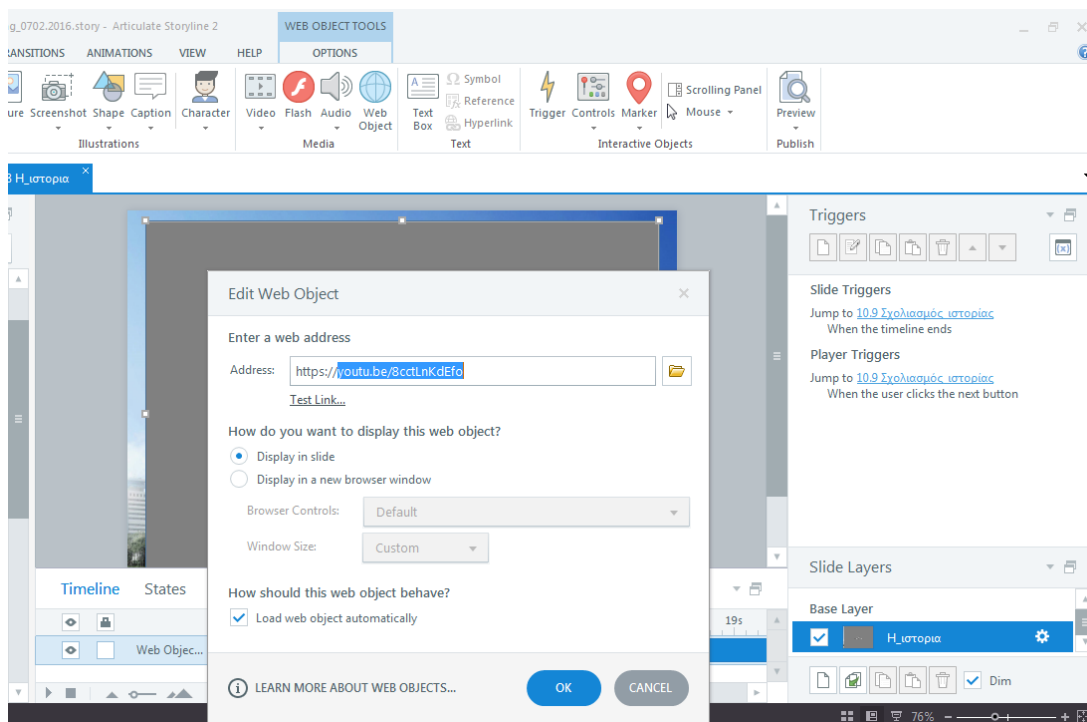 g_0702.2016.story - Articulate Storyline 2
WEB OBJECT TOOLS
RANSITIONS ANIMATIONS VIEW HELP OPTIONS
ure Screenshot Shape Caption Character Video Flash Audio Web Object Text Box Symbol Reference Hyperlink Trigger Controls Marker Scrolling Panel Mouse Preview
Illustrations Media Text Interactive Objects Publish
3 Η_ιστορια
Triggers
Slide Triggers
Jump to 10.9 Σχολιασμός ιστορίας
When the timeline ends
Player Triggers
Jump to 10.9 Σχολιασμός ιστορίας
When the user clicks the next button
Edit Web Object
Enter a web address
Address: https://youtu.be/8cctLnKdEfo
Test Link...
How do you want to display this web object?
Display in slide
Display in a new browser window
Browser Controls: Default
Window Size: Custom
How should this web object behave?
Load web object automatically
LEARN MORE ABOUT WEB OBJECTS...
OK CANCEL
Timeline States
19s
Web Objec...
Slide Layers
Base Layer
Η_ιστορια
Dim
76%